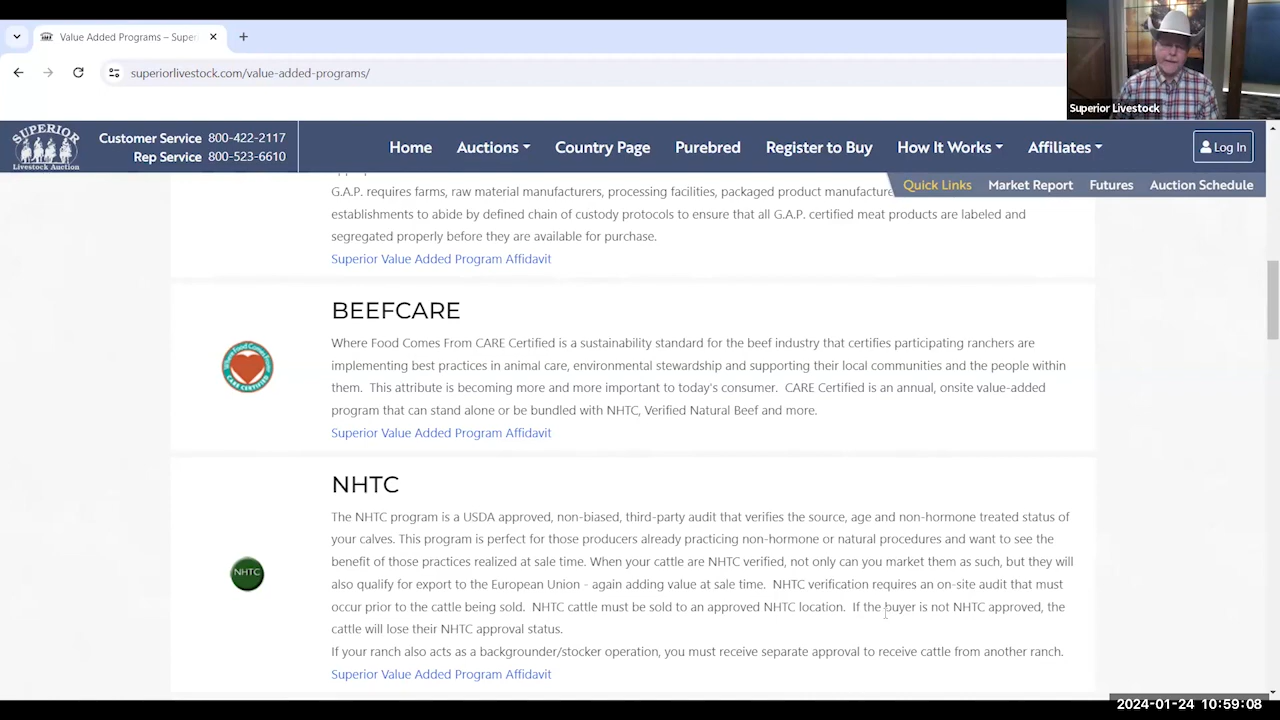 Value Added Programs – Super
superiorlivestock.com/value-added-programs/
Superior Livestock
SUPERIOR
Livestock Auction
Customer Service 800-422-2117
Rep Service 800-523-6610
Home Auctions Country Page Purebred Register to Buy How It Works Affiliates Log In
Quick Links Market Report Futures Auction Schedule
G.A.P. requires farms, raw material manufacturers, processing facilities, packaged product manufacture
establishments to abide by defined chain of custody protocols to ensure that all G.A.P. certified meat products are labeled and
segregated properly before they are available for purchase.
Superior Value Added Program Affidavit
BEEFCARE
Where Food Comes From
CARE CERTIFIED
Where Food Comes From CARE Certified is a sustainability standard for the beef industry that certifies participating ranchers are
implementing best practices in animal care, environmental stewardship and supporting their local communities and the people within
them. This attribute is becoming more and more important to today's consumer. CARE Certified is an annual, onsite value-added
program that can stand alone or be bundled with NHTC, Verified Natural Beef and more.
Superior Value Added Program Affidavit
NHTC
NHTC
The NHTC program is a USDA approved, non-biased, third-party audit that verifies the source, age and non-hormone treated status of
your calves. This program is perfect for those producers already practicing non-hormone or natural procedures and want to see the
benefit of those practices realized at sale time. When your cattle are NHTC verified, not only can you market them as such, but they will
also qualify for export to the European Union - again adding value at sale time. NHTC verification requires an on-site audit that must
occur prior to the cattle being sold. NHTC cattle must be sold to an approved NHTC location. If the buyer is not NHTC approved, the
cattle will lose their NHTC approval status.
If your ranch also acts as a backgrounder/stocker operation, you must receive separate approval to receive cattle from another ranch.
Superior Value Added Program Affidavit
2024-01-24 10:59:08